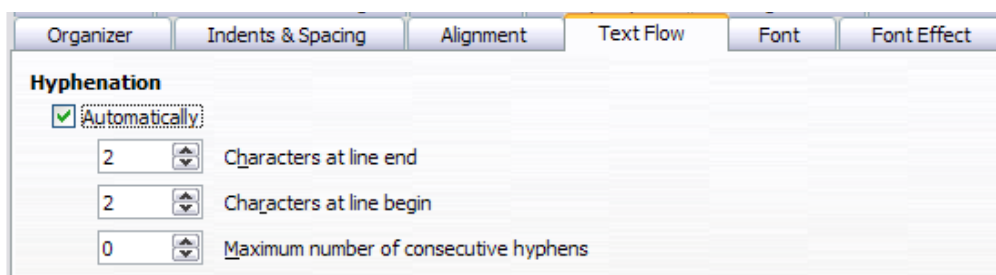 Organizer Indents & Spacing Alignment Text Flow Font Font Effect
Hyphenation
Automatically
2 Characters at line end
2 Characters at line begin
0 Maximum number of consecutive hyphens